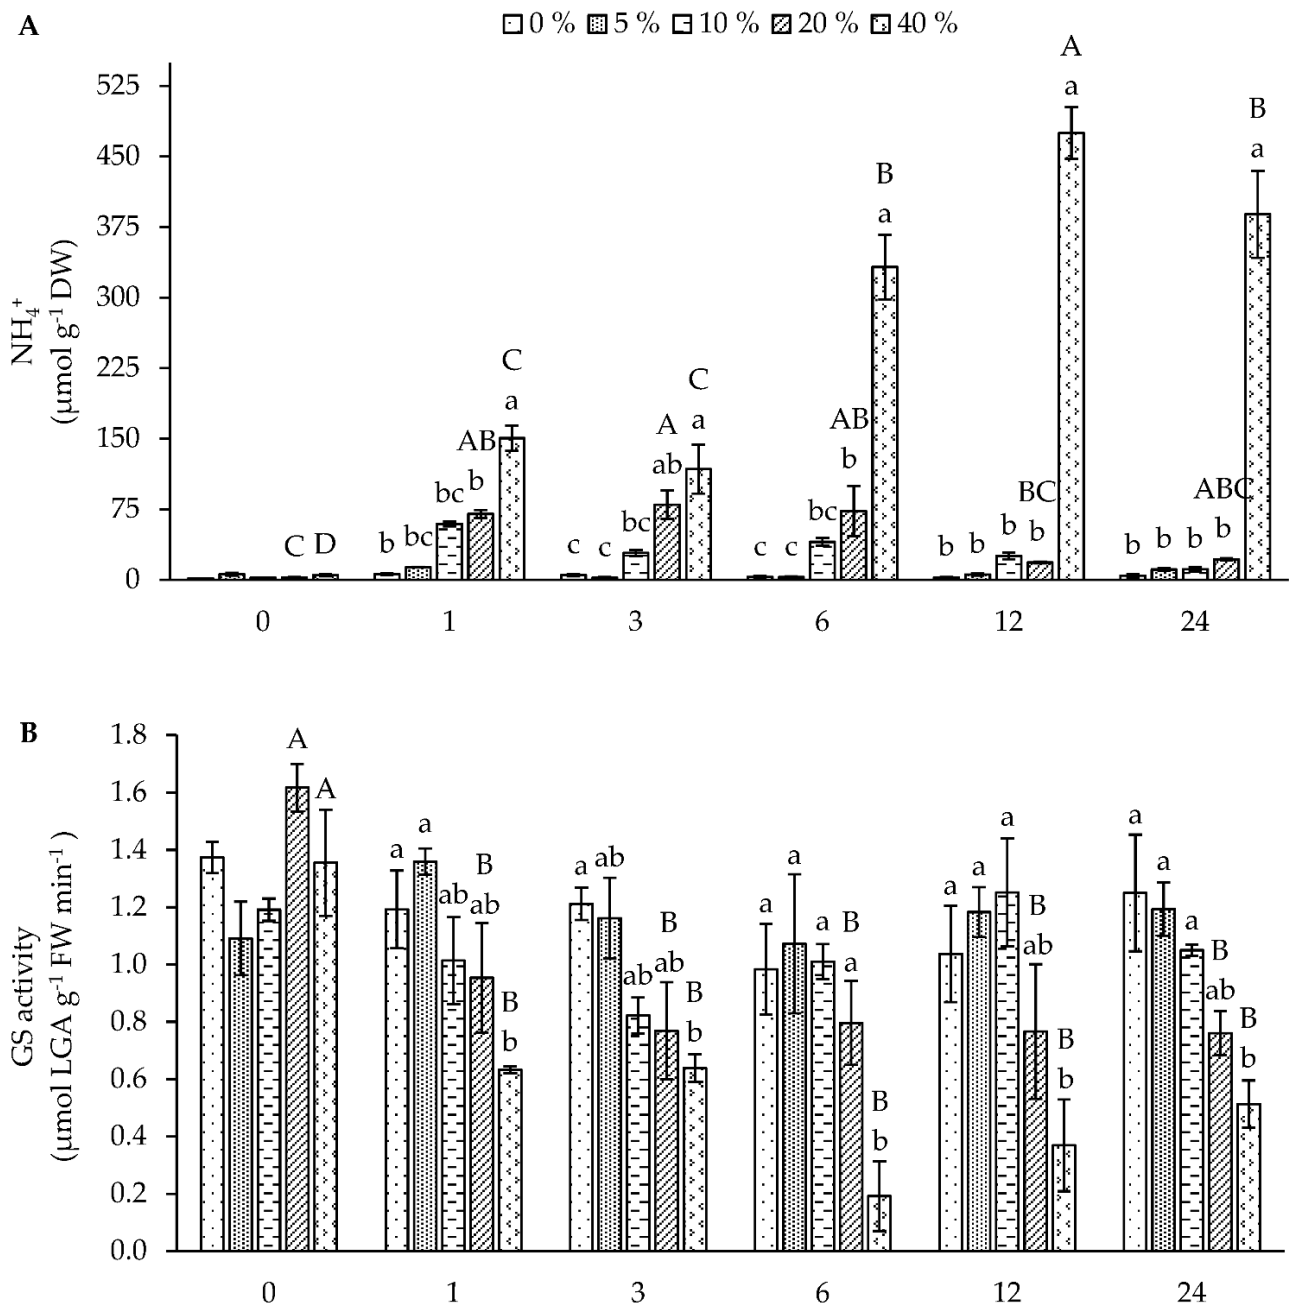 A
0 % 5 % 10 % 20 % 40 %
NH₄⁺
(µmol g⁻¹ DW)
525
450
375
300
225
150
75
0
C D
b bc bc b AB a C
c c bc ab A a C
c c bc b AB a B
b b b b BC a A
b b b b ABC a B
0 1 3 6 12 24
B
GS activity
(µmol LGA g⁻¹ FW min⁻¹ )
1.8
1.6
1.4
1.2
1.0
0.8
0.6
0.4
0.2
0.0
A A
a a ab ab B b B
a ab ab ab B b B
a a a a B b B
a a a ab B b B
a a a ab B b B
0 1 3 6 12 24